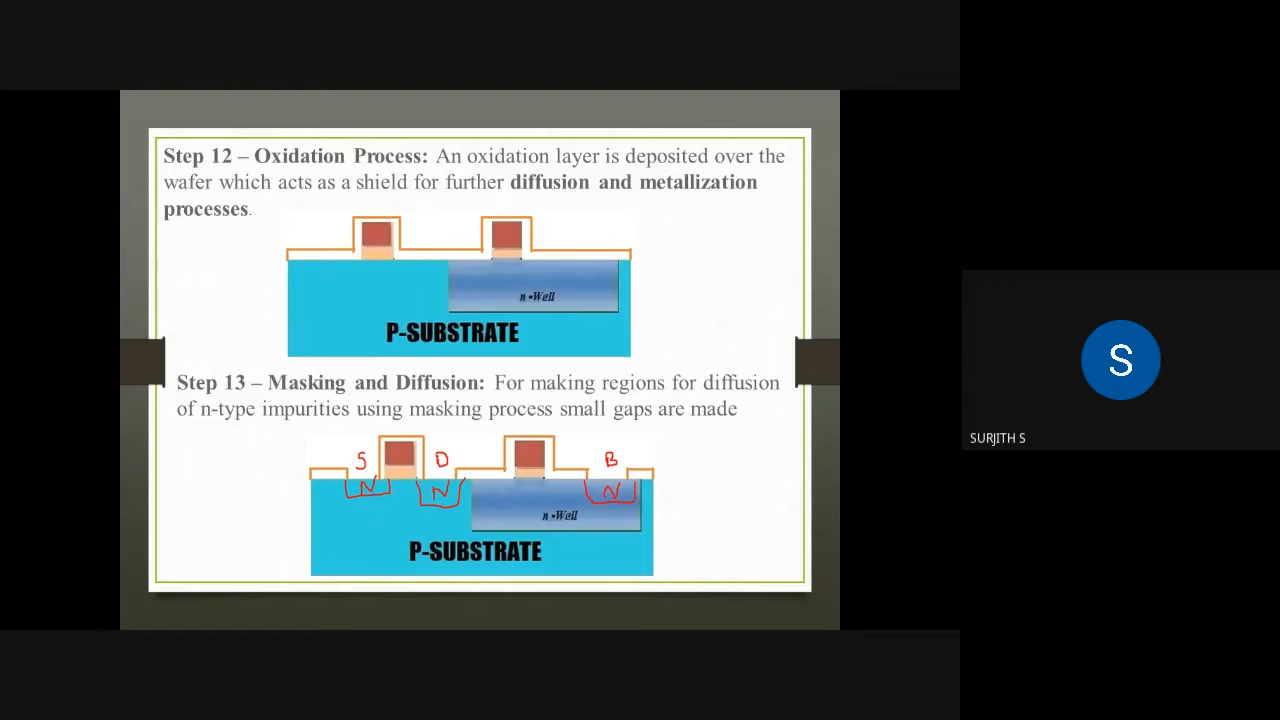 Step 12 – Oxidation Process: An oxidation layer is deposited over the
wafer which acts as a shield for further diffusion and metallization
processes.
n-Well
P-SUBSTRATE
Step 13 – Masking and Diffusion: For making regions for diffusion
of n-type impurities using masking process small gaps are made
S D B
N N N
n-Well
P-SUBSTRATE
S
SURJITH S